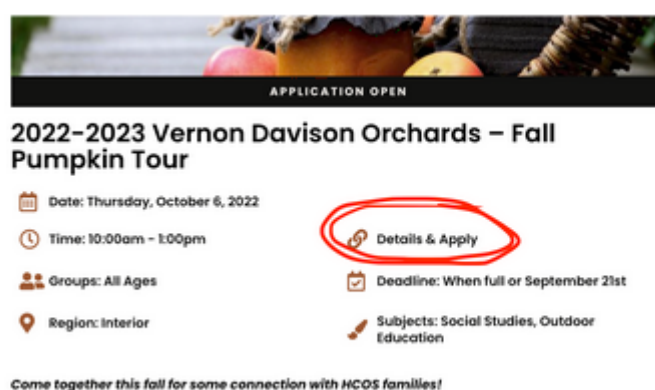 APPLICATION OPEN
2022-2023 Vernon Davison Orchards – Fall
Pumpkin Tour
Date: Thursday, October 6, 2022
Time: 10:00am - 1:00pm
Details & Apply
Groups: All Ages
Deadline: When full or September 21st
Region: Interior
Subjects: Social Studies, Outdoor
Education
Come together this fall for some connection with HCOS families!